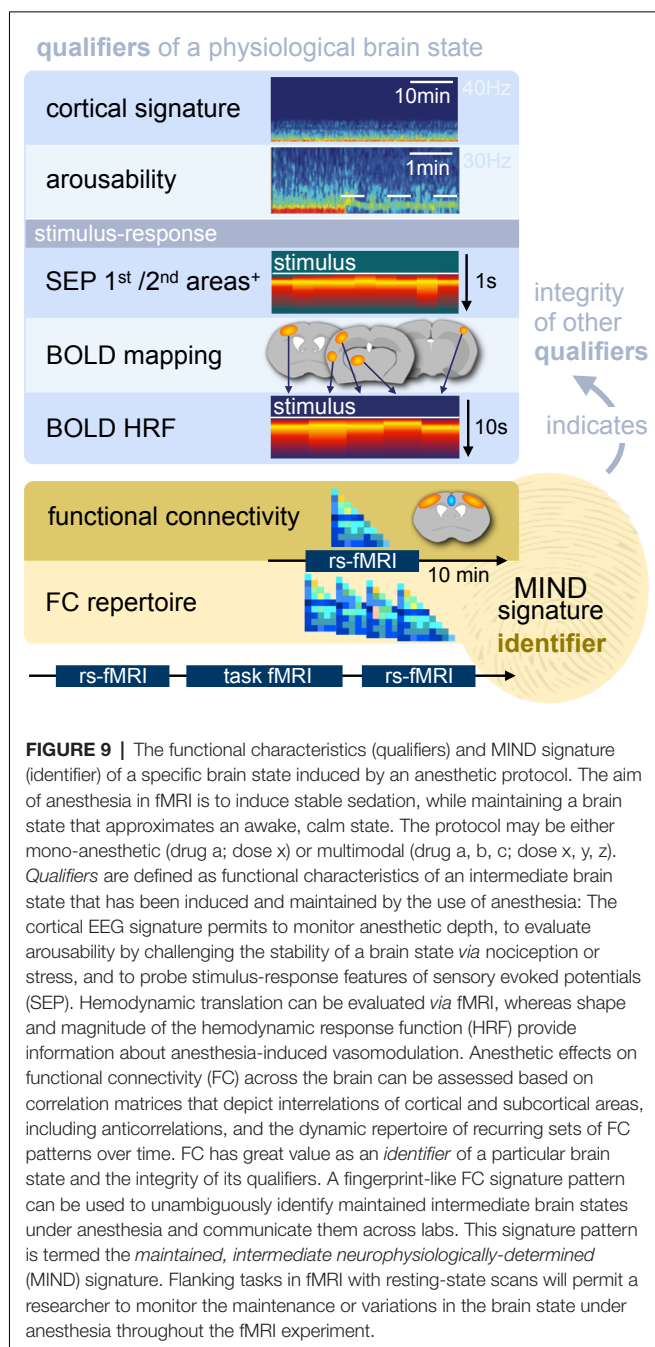 qualifiers of a physiological brain state
cortical signature
10min
40Hz
arousability
1min
30Hz
stimulus-response
SEP 1st /2nd areas+
stimulus
1s
integrity
of other
qualifiers
BOLD mapping
indicates
BOLD HRF
stimulus
10s
functional connectivity
rs-fMRI
10 min
FC repertoire
MIND
signature
identifier
rs-fMRI
task fMRI
rs-fMRI
FIGURE 9 | The functional characteristics (qualifiers) and MIND signature
(identifier) of a specific brain state induced by an anesthetic protocol. The aim
of anesthesia in fMRI is to induce stable sedation, while maintaining a brain
state that approximates an awake, calm state. The protocol may be either
mono-anesthetic (drug a; dose x) or multimodal (drug a, b, c; dose x, y, z).
Qualifiers are defined as functional characteristics of an intermediate brain
state that has been induced and maintained by the use of anesthesia: The
cortical EEG signature permits to monitor anesthetic depth, to evaluate
arousability by challenging the stability of a brain state via nociception or
stress, and to probe stimulus-response features of sensory evoked potentials
(SEP). Hemodynamic translation can be evaluated via fMRI, whereas shape
and magnitude of the hemodynamic response function (HRF) provide
information about anesthesia-induced vasomodulation. Anesthetic effects on
functional connectivity (FC) across the brain can be assessed based on
correlation matrices that depict interrelations of cortical and subcortical areas,
including anticorrelations, and the dynamic repertoire of recurring sets of FC
patterns over time. FC has great value as an identifier of a particular brain
state and the integrity of its qualifiers. A fingerprint-like FC signature pattern
can be used to unambiguously identify maintained intermediate brain states
under anesthesia and communicate them across labs. This signature pattern
is termed the maintained, intermediate neurophysiologically-determined
(MIND) signature. Flanking tasks in fMRI with resting-state scans will permit a
researcher to monitor the maintenance or variations in the brain state under
anesthesia throughout the fMRI experiment.